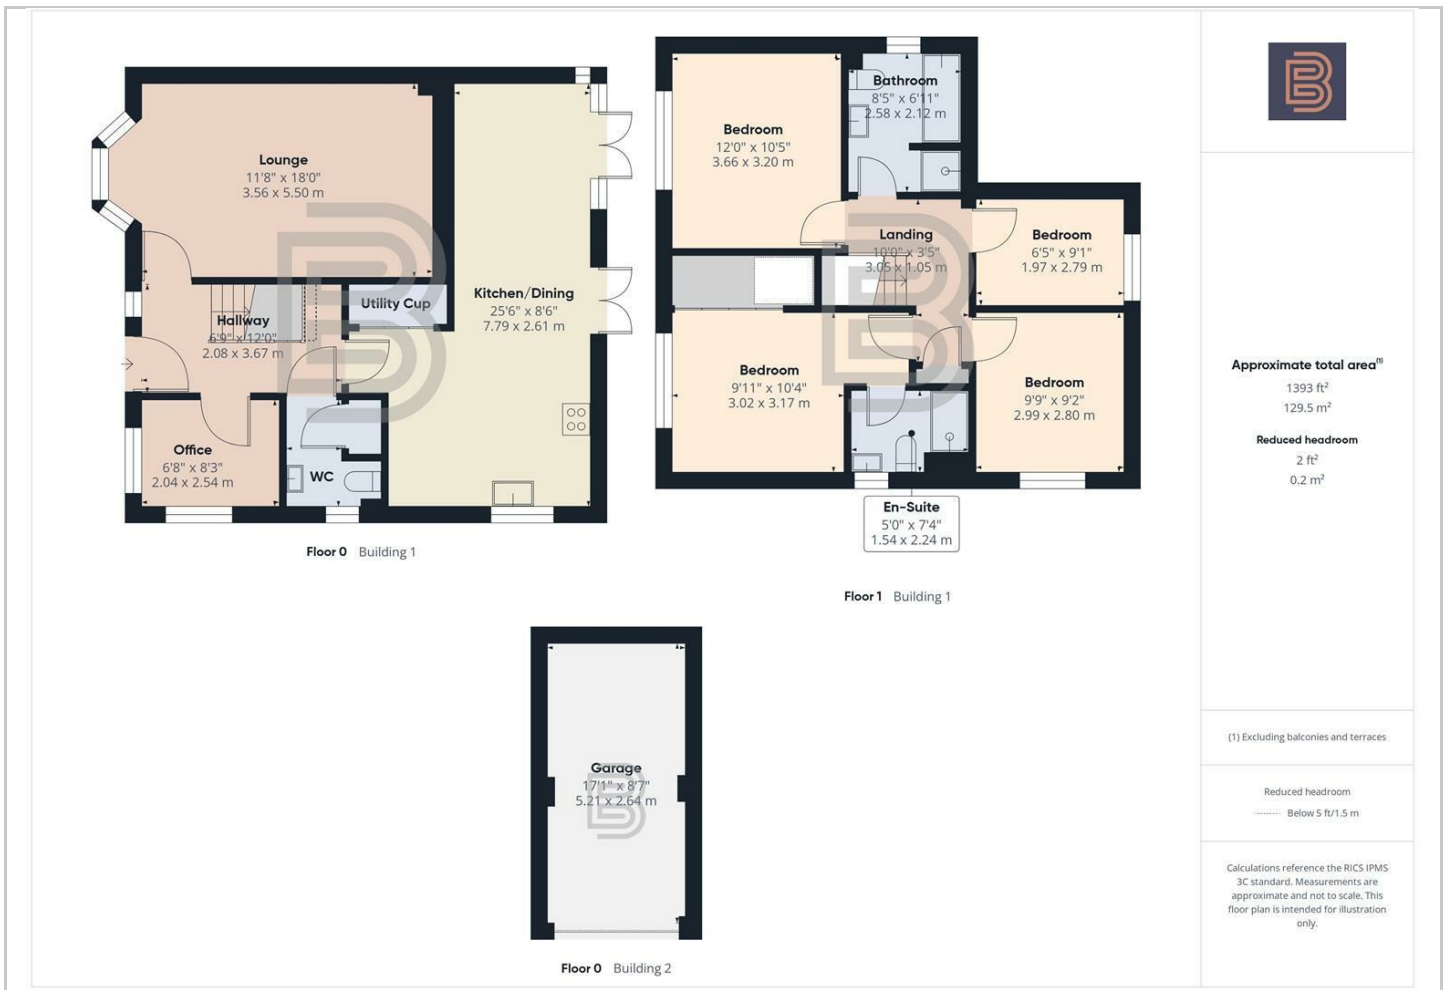 Lounge
11'8" x 18'0"
3.56 x 5.50 m
Utility Cup
Kitchen/Dining
25'6" x 8'6"
7.79 x 2.61 m
Hallway
6'9" x 12'0"
2.08 x 3.67 m
Office
6'8" x 8'3"
2.04 x 2.54 m
WC
Floor 0 Building 1
Bedroom
12'0" x 10'5"
3.66 x 3.20 m
Bathroom
8'5" x 6'11"
2.58 x 2.12 m
Landing
10'0" x 3'5"
3.05 x 1.05 m
Bedroom
6'5" x 9'1"
1.97 x 2.79 m
Bedroom
9'11" x 10'4"
3.02 x 3.17 m
Bedroom
9'9" x 9'2"
2.99 x 2.80 m
En-Suite
5'0" x 7'4"
1.54 x 2.24 m
Floor 1 Building 1
Garage
17'1" x 8'7"
5.21 x 2.64 m
Floor 0 Building 2
B
Approximate total area(1)
1393 ft²
129.5 m²
Reduced headroom
2 ft²
0.2 m²
(1) Excluding balconies and terraces
Reduced headroom
Below 5 ft/1.5 m
Calculations reference the RICS IPMS
3C standard. Measurements are
approximate and not to scale. This
floor plan is intended for illustration
only.